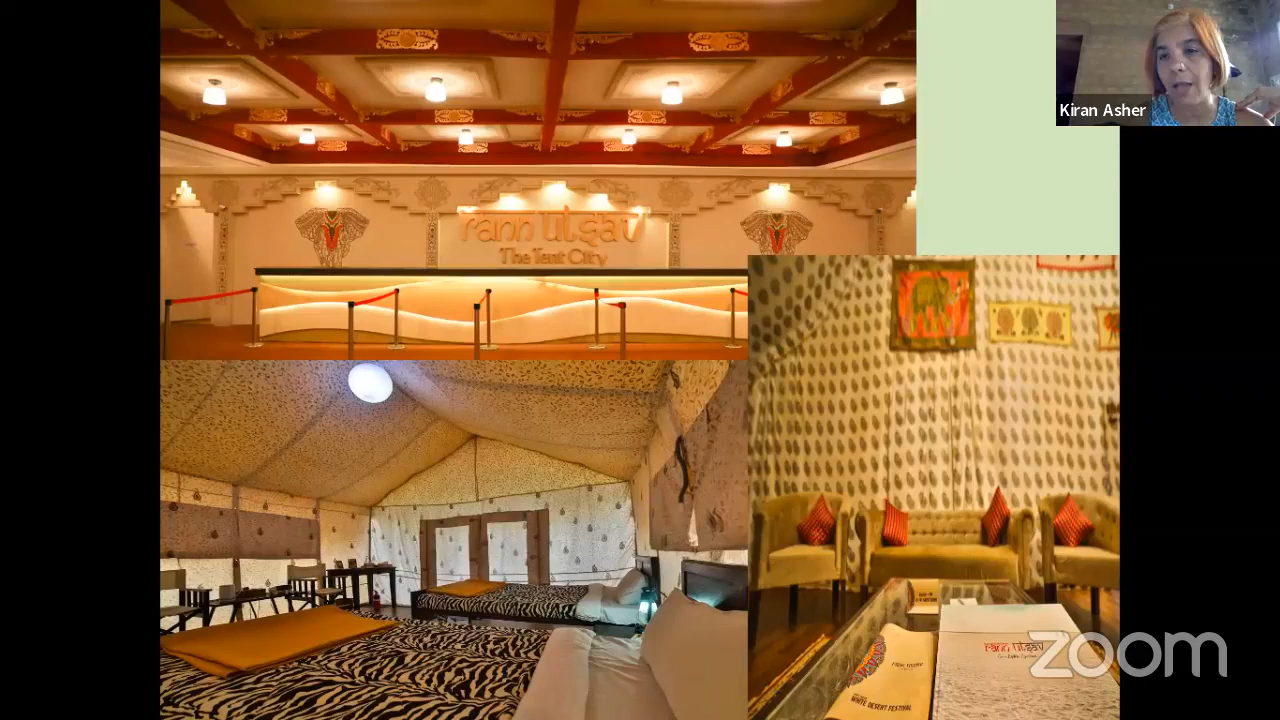 Kiran Asher
rann utsav
The Tent City
rann utsav
WHITE DESERT FESTIVAL
zoom